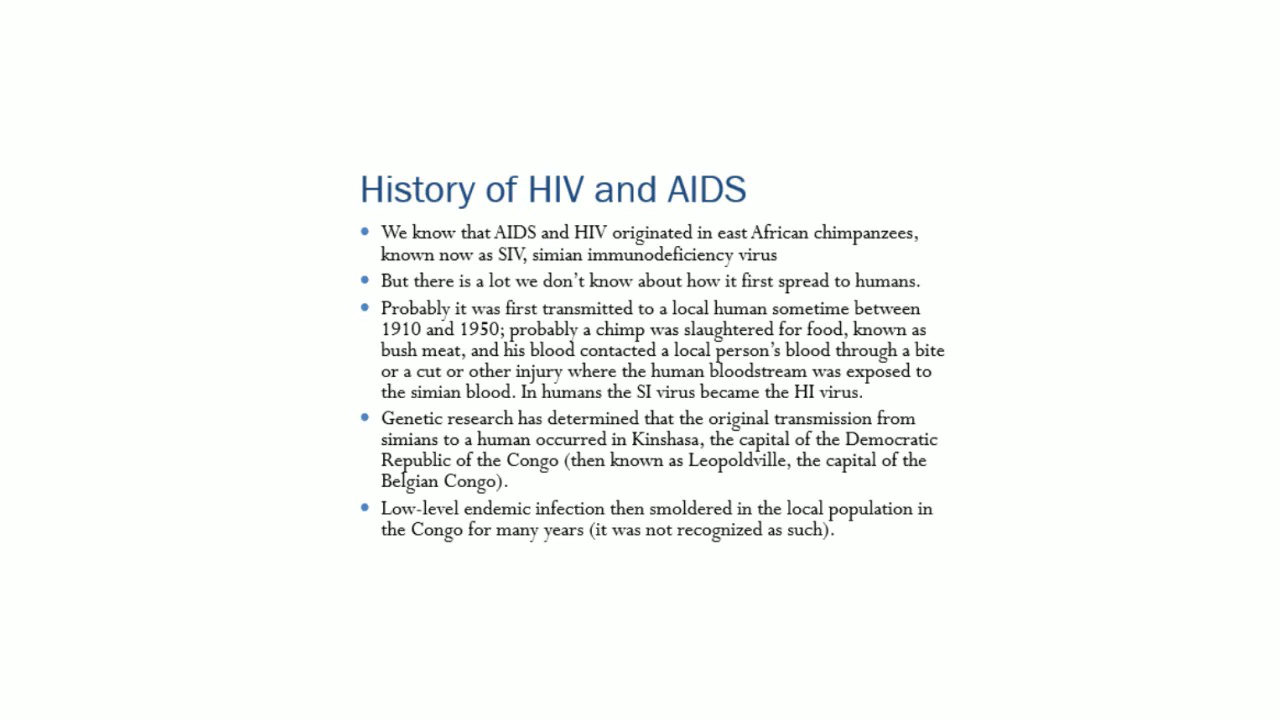 History of HIV and AIDS
• We know that AIDS and HIV originated in east African chimpanzees,
known now as SIV, simian immunodeficiency virus
• But there is a lot we don't know about how it first spread to humans.
• Probably it was first transmitted to a local human sometime between
1910 and 1950; probably a chimp was slaughtered for food, known as
bush meat, and his blood contacted a local person's blood through a bite
or a cut or other injury where the human bloodstream was exposed to
the simian blood. In humans the SI virus became the HI virus.
• Genetic research has determined that the original transmission from
simians to a human occurred in Kinshasa, the capital of the Democratic
Republic of the Congo (then known as Leopoldville, the capital of the
Belgian Congo).
• Low-level endemic infection then smoldered in the local population in
the Congo for many years (it was not recognized as such).